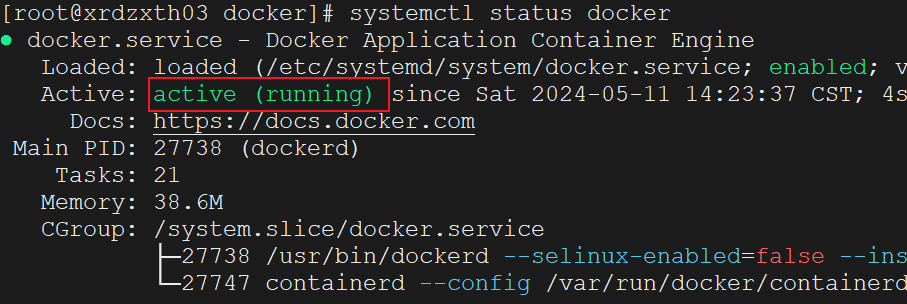 [root@xrdzxth03 docker]# systemctl status docker
● docker.service - Docker Application Container Engine
Loaded: loaded (/etc/systemd/system/docker.service; enabled; v
Active: active (running) since Sat 2024-05-11 14:23:37 CST; 4s
Docs: https://docs.docker.com
Main PID: 27738 (dockerd)
Tasks: 21
Memory: 38.6M
CGroup: /system.slice/docker.service
├─27738 /usr/bin/dockerd --selinux-enabled=false --ins
└─27747 containerd --config /var/run/docker/containerd